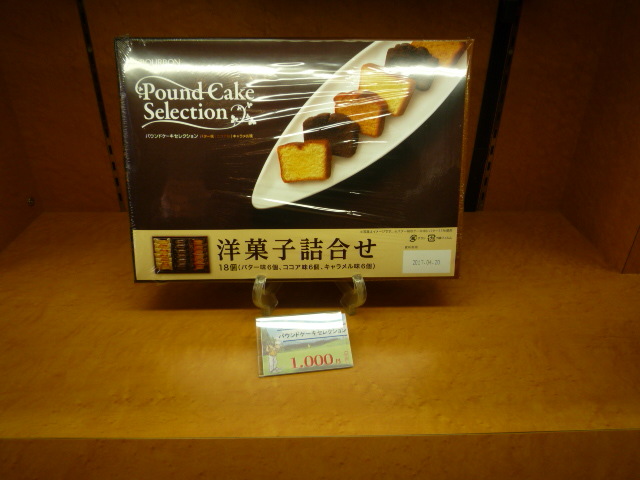 BOURBON
Pound Cake
Selection
パウンドケーキセレクション
洋菓子詰合せ
18個(バター味6個、ココア味6個、キャラメル味6個)
パウンドケーキセレクション
1,000円